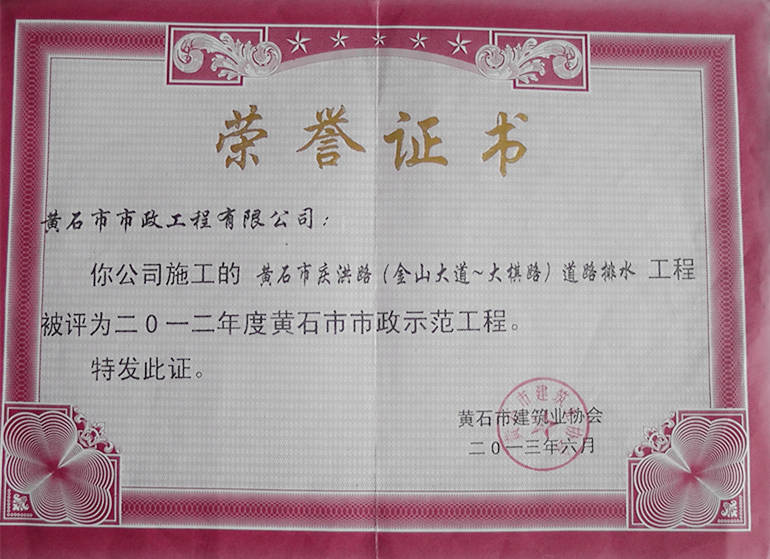 荣誉证书
黄石市市政工程有限公司：
你公司施工的 黄石市庆洪路（金山大道~大棋路）道路排水 工程
被评为二0一二年度黄石市市政示范工程。
特发此证。
黄石市建筑业协会
二0一三年六月